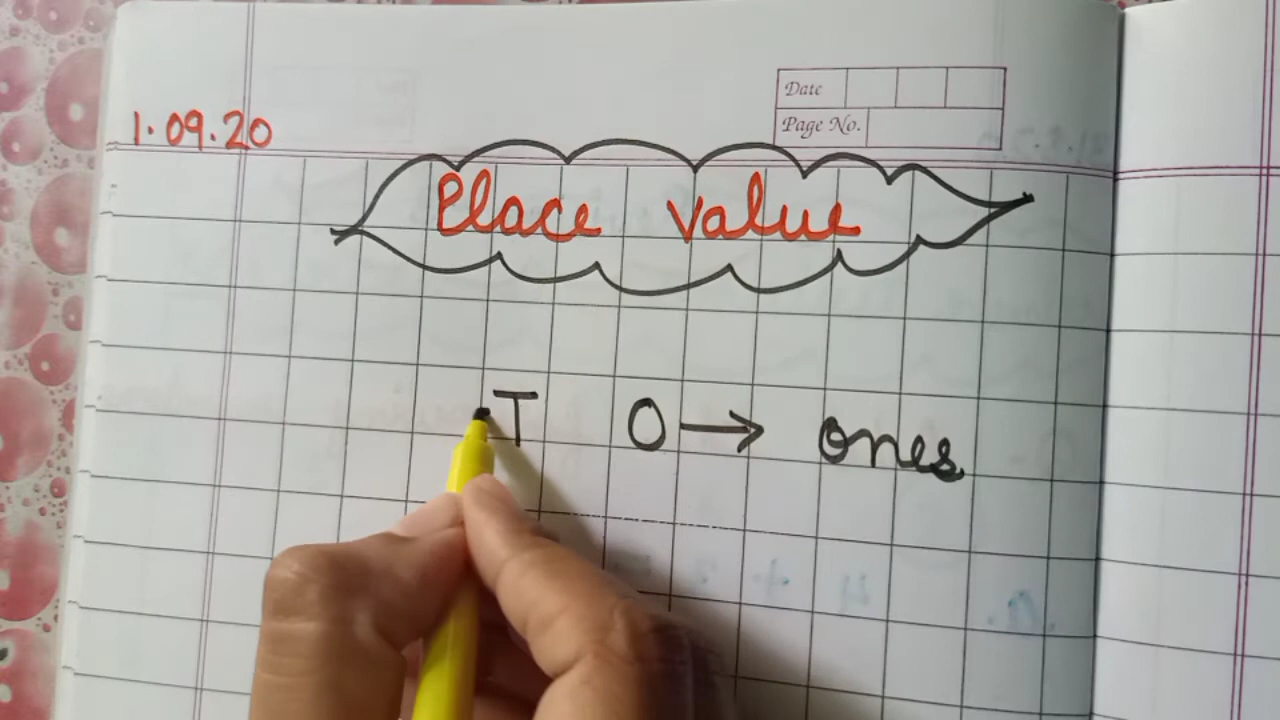 Date
Page No.
1.09.20
Place value
T O → ones